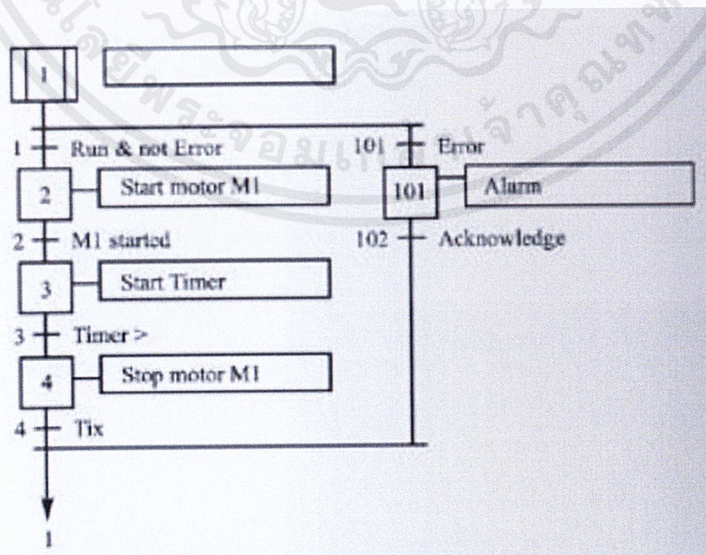 1
1 Run & not Error
101 Error
2 Start motor M1
101 Alarm
2 M1 started
102 Acknowledge
3 Start Timer
3 Timer >
4 Stop motor M1
4 Tix
1